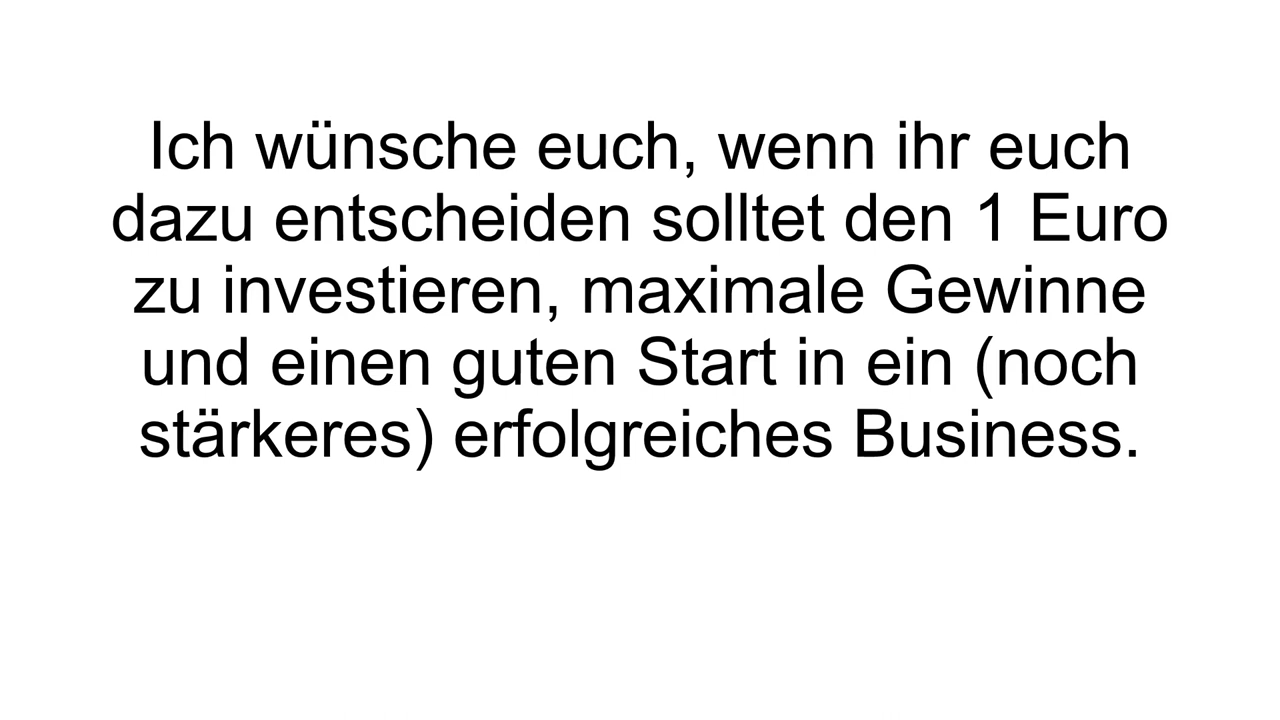 Ich wünsche euch, wenn ihr euch
dazu entscheiden solltet den 1 Euro
zu investieren, maximale Gewinne
und einen guten Start in ein (noch
stärkeres) erfolgreiches Business.